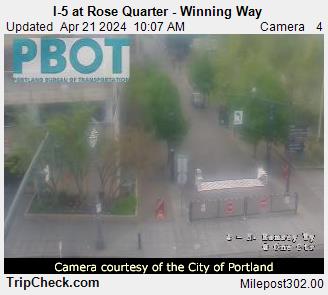 I-5 at Rose Quarter - Winning Way
Updated Apr 21 2024 10:07 AM Camera 4
PBOT
PORTLAND BUREAU OF TRANSPORTATION
Camera courtesy of the City of Portland
TripCheck.com Milepost302.00